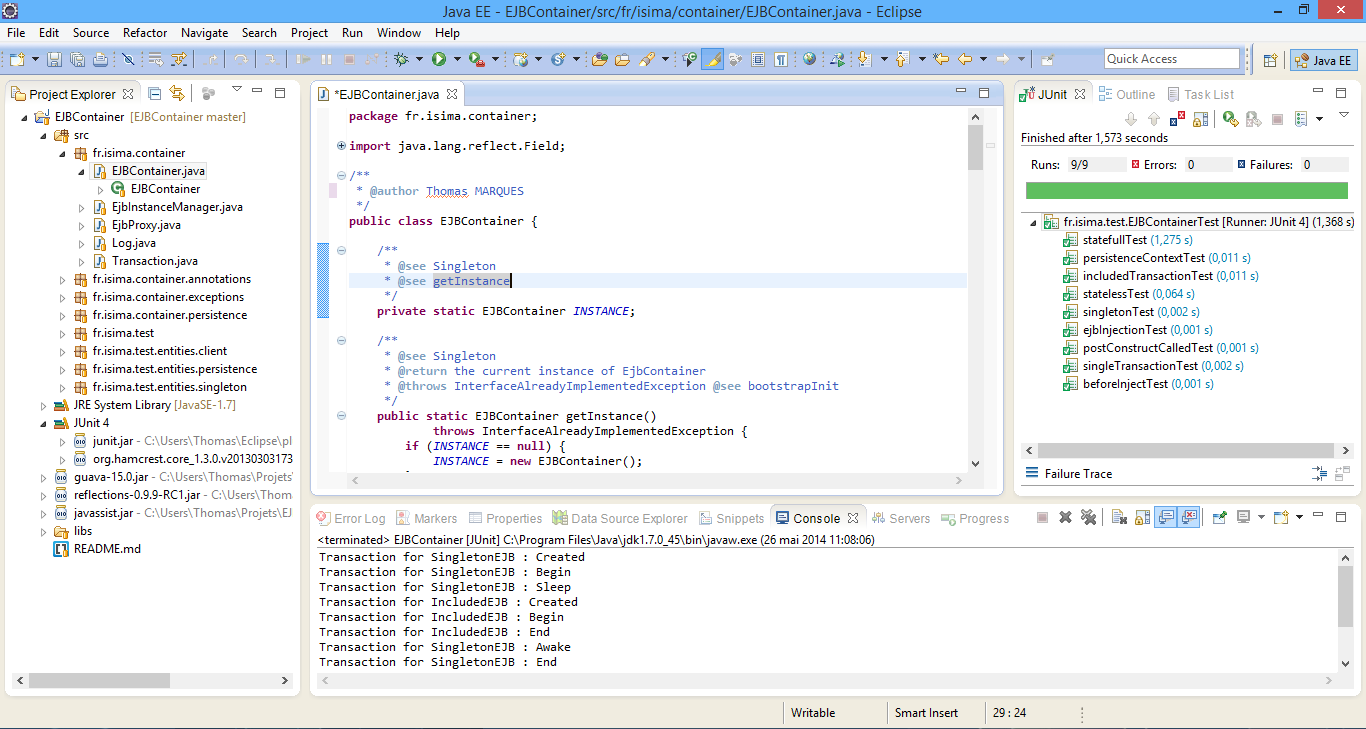 Java EE - EJBContainer/src/fr/isima/container/EJBContainer.java - Eclipse
File Edit Source Refactor Navigate Search Project Run Window Help
Quick Access
Java EE
Project Explorer
EJBContainer [EJBContainer master]
src
fr.isima.container
EJBContainer.java
EJBContainer
EjbInstanceManager.java
EjbProxy.java
Log.java
Transaction.java
fr.isima.container.annotations
fr.isima.container.exceptions
fr.isima.container.persistence
fr.isima.test
fr.isima.test.entities.client
fr.isima.test.entities.persistence
fr.isima.test.entities.singleton
JRE System Library [JavaSE-1.7]
JUnit 4
junit.jar - C:\Users\Thomas\Eclipse\pl
org.hamcrest.core_1.3.0.v20130303173
guava-15.0.jar - C:\Users\Thomas\Projets
reflections-0.9.9-RC1.jar - C:\Users\Thom
javassist.jar - C:\Users\Thomas\Projets\EJ
libs
README.md
*EJBContainer.java
package fr.isima.container;
import java.lang.reflect.Field;
/**
* @author Thomas MARQUES
*/
public class EJBContainer {
/**
* @see Singleton
* @see getInstance
*/
private static EJBContainer INSTANCE;
/**
* @see Singleton
* @return the current instance of EjbContainer
* @throws InterfaceAlreadyImplementedException @see bootstrapInit
*/
public static EJBContainer getInstance()
throws InterfaceAlreadyImplementedException {
if (INSTANCE == null) {
INSTANCE = new EJBContainer();
JUnit Outline Task List
Finished after 1,573 seconds
Runs: 9/9 Errors: 0 Failures: 0
fr.isima.test.EJBContainerTest [Runner: JUnit 4] (1,368 s)
statefullTest (1,275 s)
persistenceContextTest (0,011 s)
includedTransactionTest (0,011 s)
statelessTest (0,064 s)
singletonTest (0,002 s)
ejbInjectionTest (0,001 s)
postConstructCalledTest (0,001 s)
singleTransactionTest (0,002 s)
beforeInjectTest (0,001 s)
Failure Trace
Error Log Markers Properties Data Source Explorer Snippets Console Servers Progress
<terminated> EJBContainer [JUnit] C:\Program Files\Java\jdk1.7.0_45\bin\javaw.exe (26 mai 2014 11:08:06)
Transaction for SingletonEJB : Created
Transaction for SingletonEJB : Begin
Transaction for SingletonEJB : Sleep
Transaction for IncludedEJB : Created
Transaction for IncludedEJB : Begin
Transaction for IncludedEJB : End
Transaction for SingletonEJB : Awake
Transaction for SingletonEJB : End
Writable Smart Insert 29 : 24